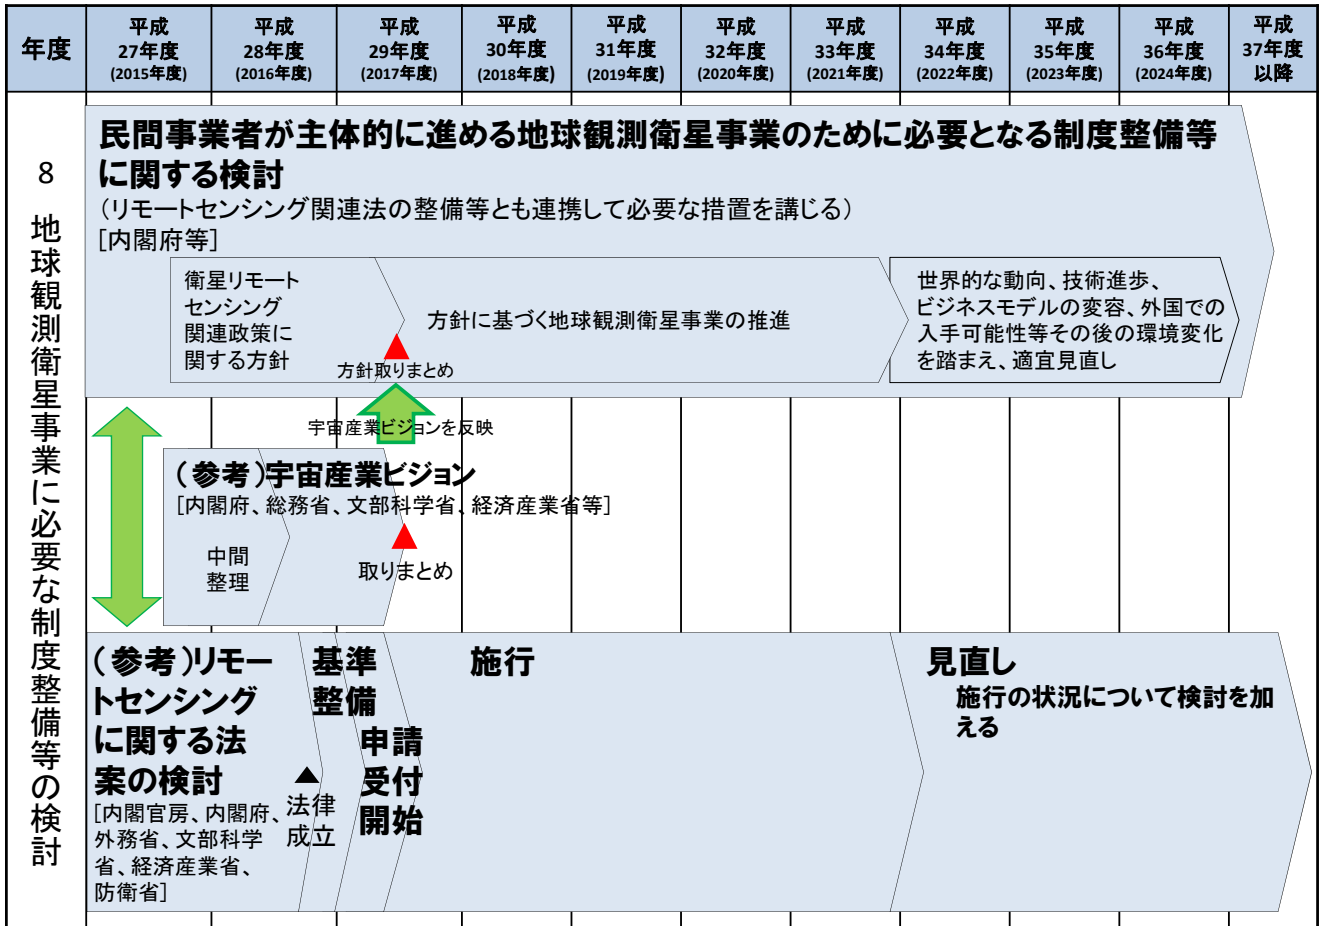 年度
平成
27年度
(2015年度)
平成
28年度
(2016年度)
平成
29年度
(2017年度)
平成
30年度
(2018年度)
平成
31年度
(2019年度)
平成
32年度
(2020年度)
平成
33年度
(2021年度)
平成
34年度
(2022年度)
平成
35年度
(2023年度)
平成
36年度
(2024年度)
平成
37年度
以降
8 地球観測衛星事業に必要な制度整備等の検討
民間事業者が主体的に進める地球観測衛星事業のために必要となる制度整備等
に関する検討
(リモートセンシング関連法の整備等とも連携して必要な措置を講じる)
[内閣府等]
衛星リモート
センシング
関連政策に
関する方針
方針取りまとめ
方針に基づく地球観測衛星事業の推進
世界的な動向、技術進歩、
ビジネスモデルの変容、外国での
入手可能性等その後の環境変化
を踏まえ、適宜見直し
宇宙産業ビジョンを反映
(参考)宇宙産業ビジョン
[内閣府、総務省、文部科学省、経済産業省等]
中間
整理
取りまとめ
(参考)リモー
トセンシング
に関する法
案の検討
[内閣官房、内閣府、
外務省、文部科学
省、経済産業省、
防衛省]
法律
成立
基準
整備
申請
受付
開始
施行
見直し
施行の状況について検討を加
える